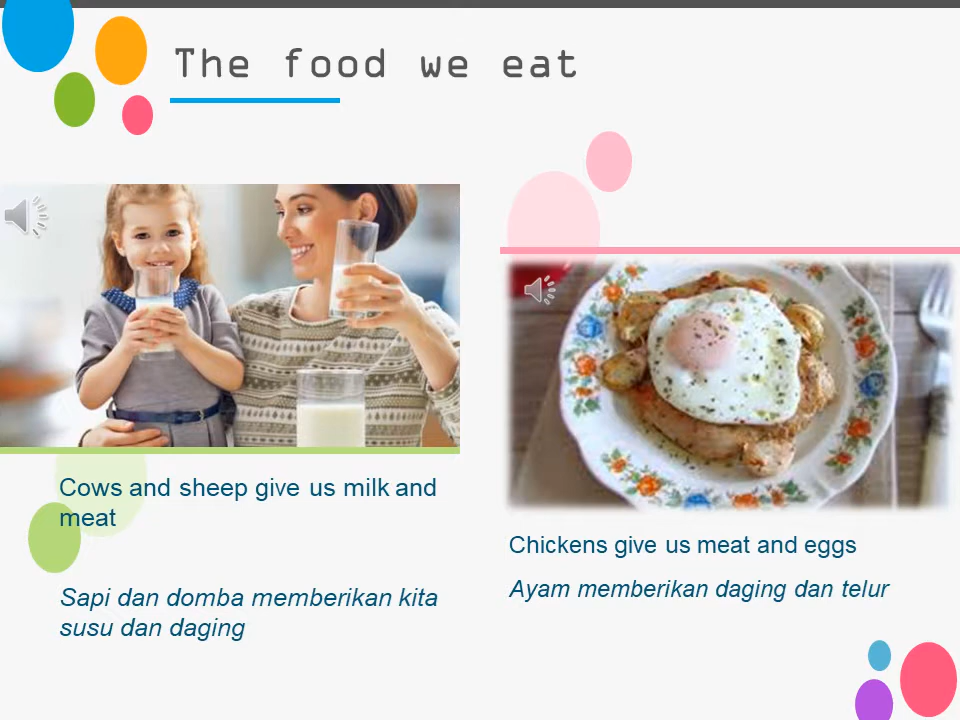 The food we eat
Cows and sheep give us milk and
meat
Sapi dan domba memberikan kita
susu dan daging
Chickens give us meat and eggs
Ayam memberikan daging dan telur